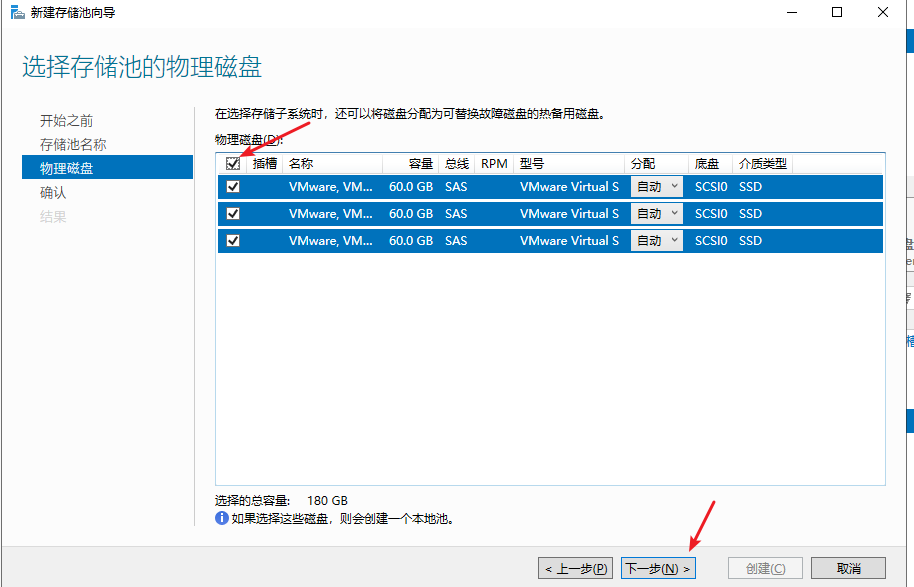 新建存储池向导
选择存储池的物理磁盘
开始之前
存储池名称
物理磁盘
确认
结果
在选择存储子系统时，还可以将磁盘分配为可替换故障磁盘的热备用磁盘。
物理磁盘(D):
插槽 名称 容量 总线 RPM 型号 分配 底盘 介质类型
VMware, VM... 60.0 GB SAS VMware Virtual S 自动 SCSI0 SSD
VMware, VM... 60.0 GB SAS VMware Virtual S 自动 SCSI0 SSD
VMware, VM... 60.0 GB SAS VMware Virtual S 自动 SCSI0 SSD
选择的总容量: 180 GB
如果选择这些磁盘，则会创建一个本地池。
< 上一步(P) 下一步(N) > 创建(C) 取消